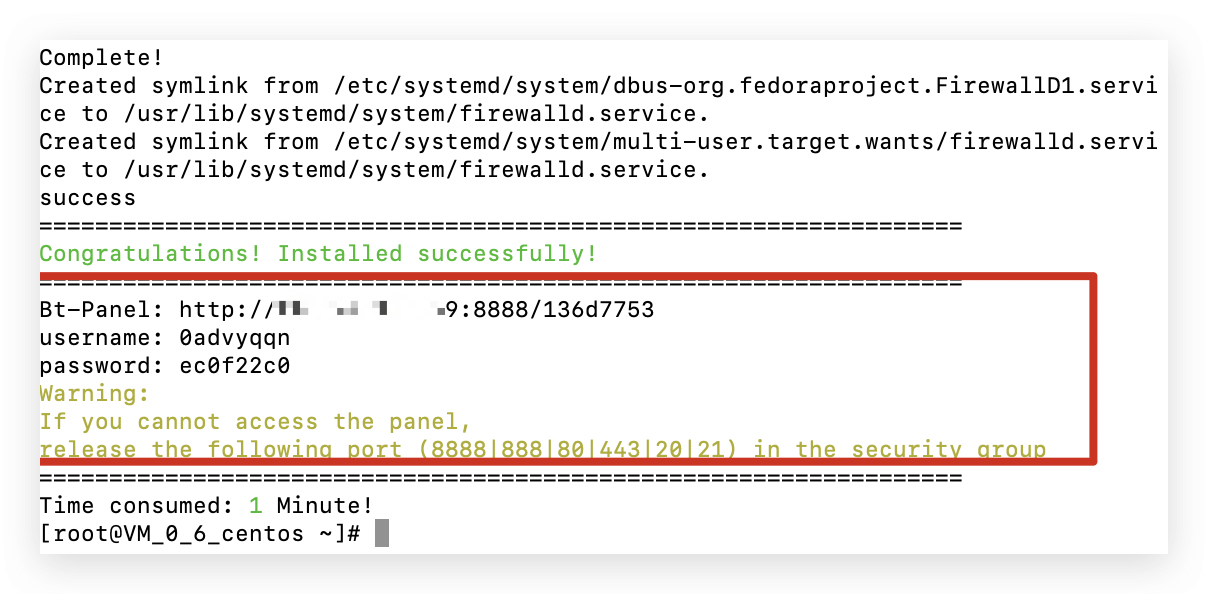 Complete!
Created symlink from /etc/systemd/system/dbus-org.fedoraproject.FirewallD1.servi
ce to /usr/lib/systemd/system/firewalld.service.
Created symlink from /etc/systemd/system/multi-user.target.wants/firewalld.servi
ce to /usr/lib/systemd/system/firewalld.service.
success
==================================================================
Congratulations! Installed successfully!
==================================================================
Bt-Panel: http:// 9:8888/136d7753
username: 0advyqqn
password: ec0f22c0
Warning:
If you cannot access the panel,
release the following port (8888|888|80|443|20|21) in the security group
==================================================================
Time consumed: 1 Minute!
[root@VM_0_6_centos ~]#